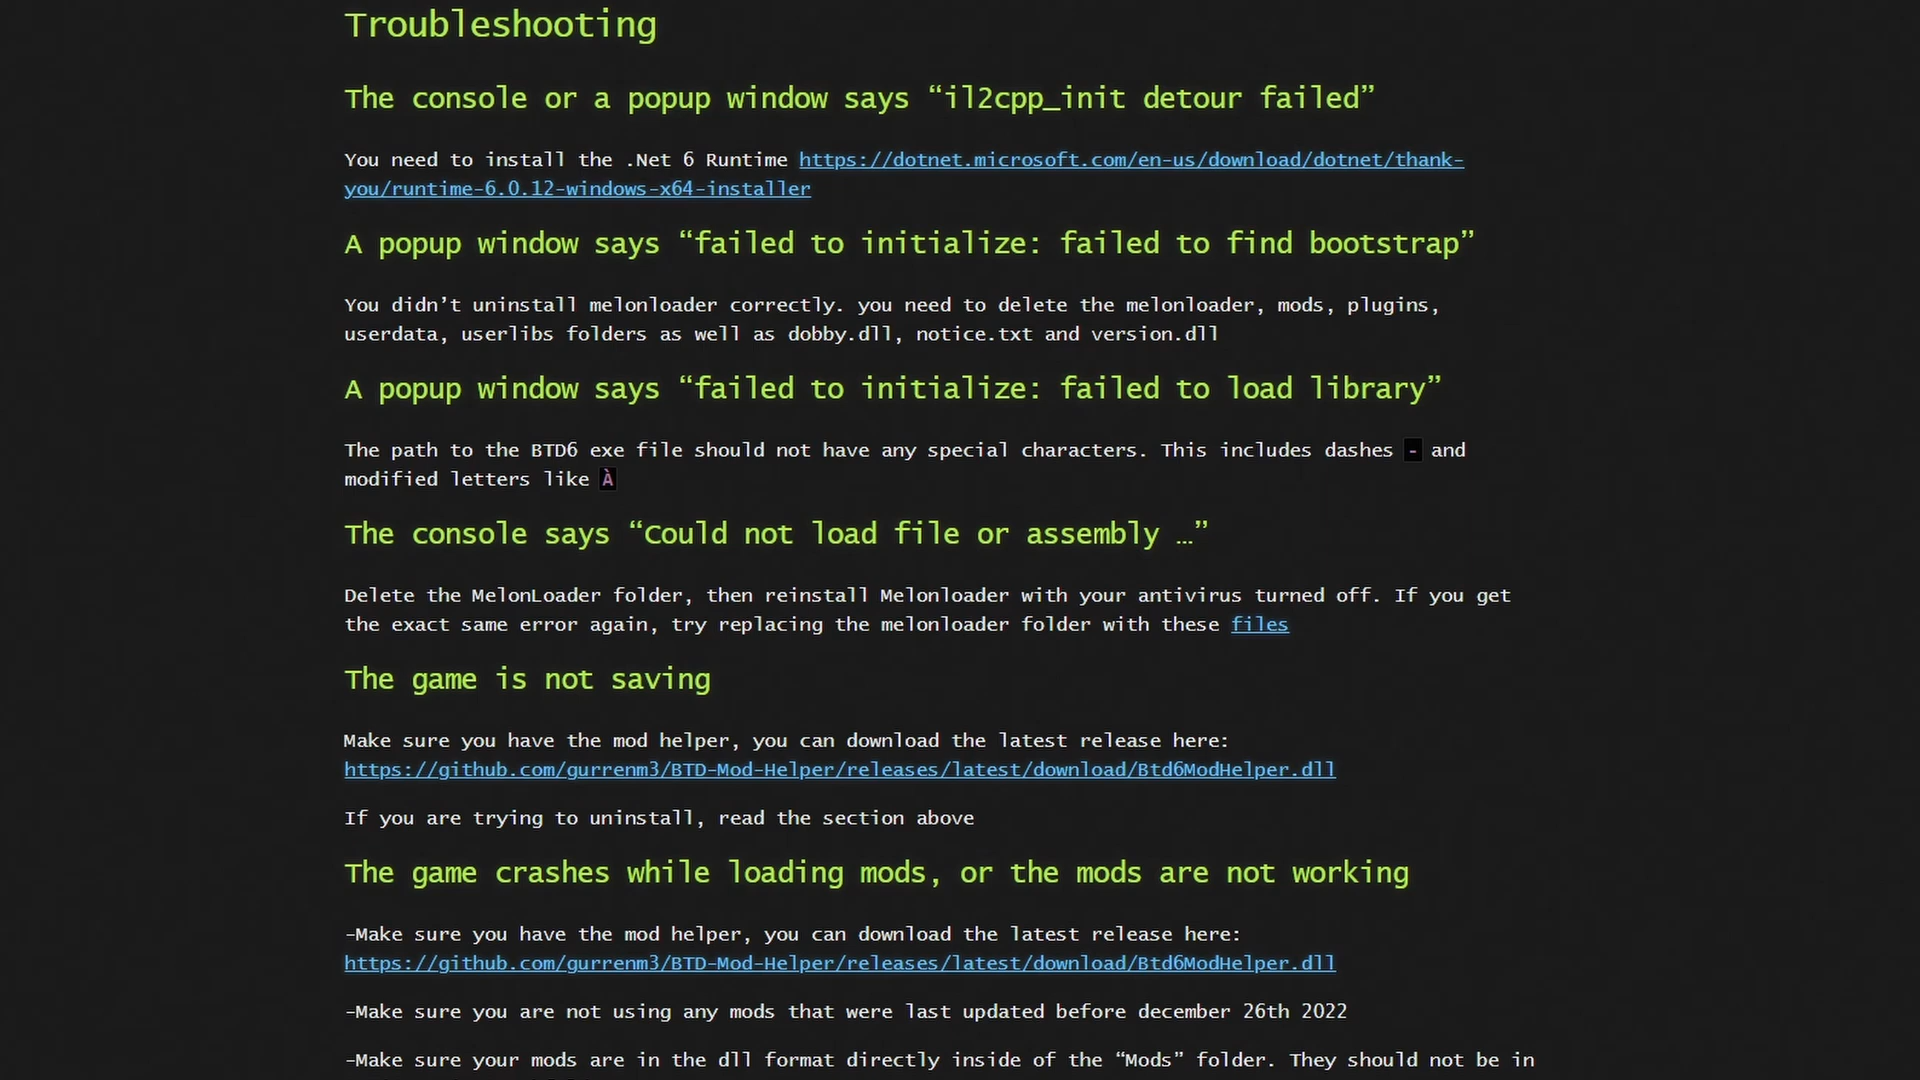 Troubleshooting
The console or a popup window says “il2cpp_init detour failed”
You need to install the .Net 6 Runtime https://dotnet.microsoft.com/en-us/download/dotnet/thank-
you/runtime-6.0.12-windows-x64-installer
A popup window says “failed to initialize: failed to find bootstrap”
You didn’t uninstall melonloader correctly. you need to delete the melonloader, mods, plugins,
userdata, userlibs folders as well as dobby.dll, notice.txt and version.dll
A popup window says “failed to initialize: failed to load library”
The path to the BTD6 exe file should not have any special characters. This includes dashes - and
modified letters like À
The console says “Could not load file or assembly …”
Delete the MelonLoader folder, then reinstall Melonloader with your antivirus turned off. If you get
the exact same error again, try replacing the melonloader folder with these files
The game is not saving
Make sure you have the mod helper, you can download the latest release here:
https://github.com/gurrenm3/BTD-Mod-Helper/releases/latest/download/Btd6ModHelper.dll
If you are trying to uninstall, read the section above
The game crashes while loading mods, or the mods are not working
-Make sure you have the mod helper, you can download the latest release here:
https://github.com/gurrenm3/BTD-Mod-Helper/releases/latest/download/Btd6ModHelper.dll
-Make sure you are not using any mods that were last updated before december 26th 2022
-Make sure your mods are in the dll format directly inside of the “Mods” folder. They should not be in